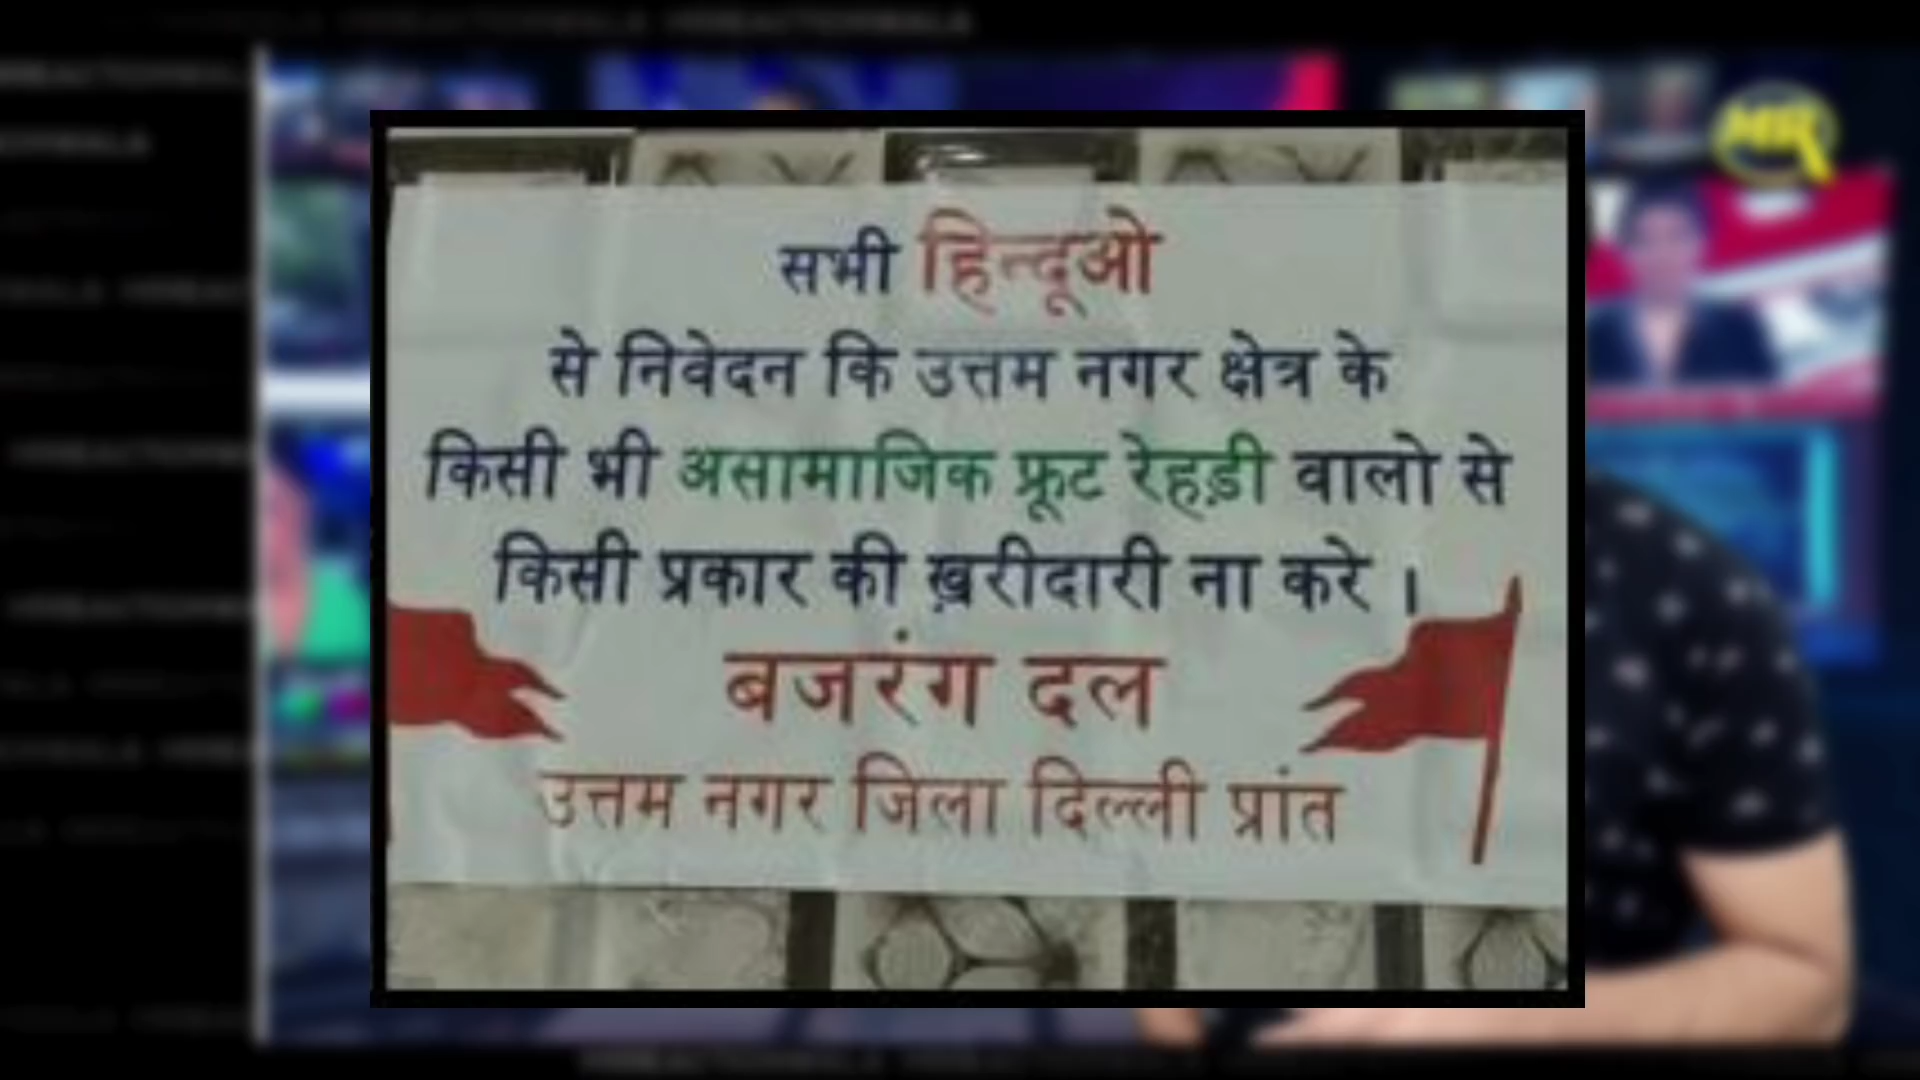 सभी हिन्दूओ
से निवेदन कि उत्तम नगर क्षेत्र के
किसी भी असामाजिक फ्रूट रेहड़ी वालो से
किसी प्रकार की ख़रीदारी ना करे ।
बजरंग दल
उत्तम नगर जिला दिल्ली प्रांत